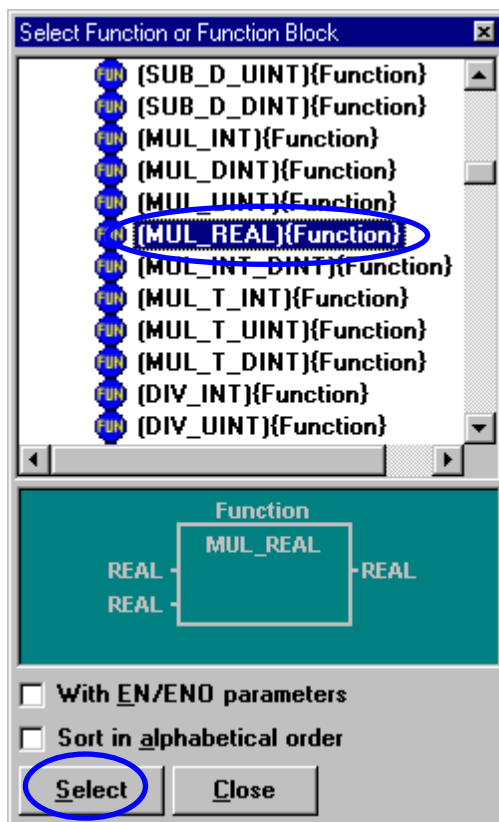 Select Function or Function Block
FUN (SUB_D_UINT){Function}
FUN (SUB_D_DINT){Function}
FUN (MUL_INT){Function}
FUN (MUL_DINT){Function}
FUN (MUL_UINT){Function}
FUN (MUL_REAL){Function}
FUN (MUL_INT_DINT){Function}
FUN (MUL_T_INT){Function}
FUN (MUL_T_UINT){Function}
FUN (MUL_T_DINT){Function}
FUN (DIV_INT){Function}
FUN (DIV_UINT){Function}
Function
MUL_REAL
REAL REAL
REAL
With EN/ENO parameters
Sort in alphabetical order
Select Close